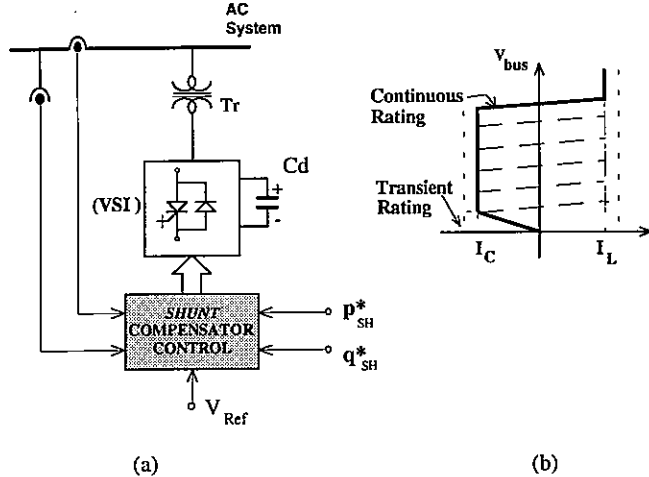 AC
System
Tr
Cd
+
-
(VSI)
SHUNT
COMPENSATOR
CONTROL
p*SH
q*SH
VRef
(a)
Vbus
Continuous
Rating
Transient
Rating
IC
IL
(b)